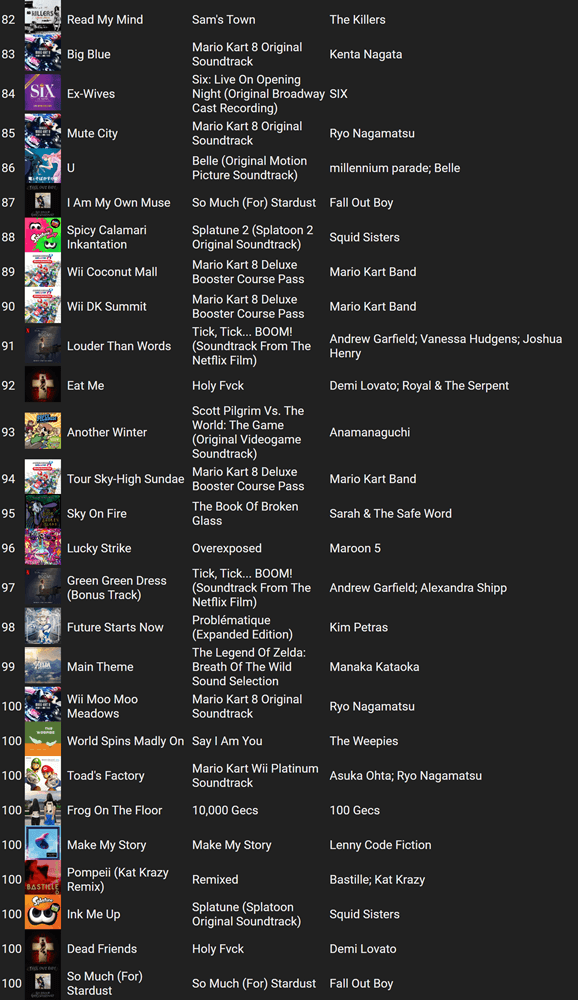 82 Read My Mind Sam's Town The Killers
83 Big Blue Mario Kart 8 Original Soundtrack Kenta Nagata
84 Ex-Wives Six: Live On Opening Night (Original Broadway Cast Recording) SIX
85 Mute City Mario Kart 8 Original Soundtrack Ryo Nagamatsu
86 U Belle (Original Motion Picture Soundtrack) millennium parade; Belle
87 I Am My Own Muse So Much (For) Stardust Fall Out Boy
88 Spicy Calamari Inkantation Splatune 2 (Splatoon 2 Original Soundtrack) Squid Sisters
89 Wii Coconut Mall Mario Kart 8 Deluxe Booster Course Pass Mario Kart Band
90 Wii DK Summit Mario Kart 8 Deluxe Booster Course Pass Mario Kart Band
91 Louder Than Words Tick, Tick... BOOM! (Soundtrack From The Netflix Film) Andrew Garfield; Vanessa Hudgens; Joshua Henry
92 Eat Me Holy Fvck Demi Lovato; Royal & The Serpent
93 Another Winter Scott Pilgrim Vs. The World: The Game (Original Videogame Soundtrack) Anamanaguchi
94 Tour Sky-High Sundae Mario Kart 8 Deluxe Booster Course Pass Mario Kart Band
95 Sky On Fire The Book Of Broken Glass Sarah & The Safe Word
96 Lucky Strike Overexposed Maroon 5
97 Green Green Dress (Bonus Track) Tick, Tick... BOOM! (Soundtrack From The Netflix Film) Andrew Garfield; Alexandra Shipp
98 Future Starts Now Problématique (Expanded Edition) Kim Petras
99 Main Theme The Legend Of Zelda: Breath Of The Wild Sound Selection Manaka Kataoka
100 Wii Moo Moo Meadows Mario Kart 8 Original Soundtrack Ryo Nagamatsu
100 World Spins Madly On Say I Am You The Weepies
100 Toad's Factory Mario Kart Wii Platinum Soundtrack Asuka Ohta; Ryo Nagamatsu
100 Frog On The Floor 10,000 Gecs 100 Gecs
100 Make My Story Make My Story Lenny Code Fiction
100 Pompeii (Kat Krazy Remix) Remixed Bastille; Kat Krazy
100 Ink Me Up Splatune (Splatoon Original Soundtrack) Squid Sisters
100 Dead Friends Holy Fvck Demi Lovato
100 So Much (For) Stardust So Much (For) Stardust Fall Out Boy